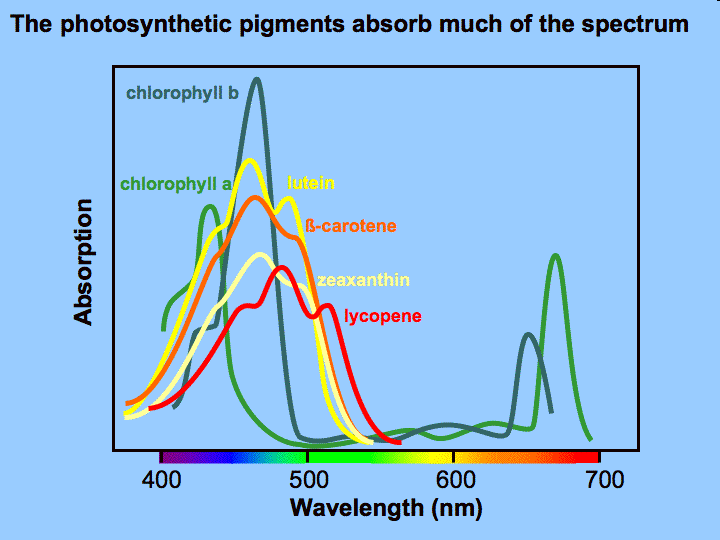 The photosynthetic pigments absorb much of the spectrum
chlorophyll b
chlorophyll a
lutein
ß-carotene
zeaxanthin
lycopene
Absorption
400 500 600 700
Wavelength (nm)